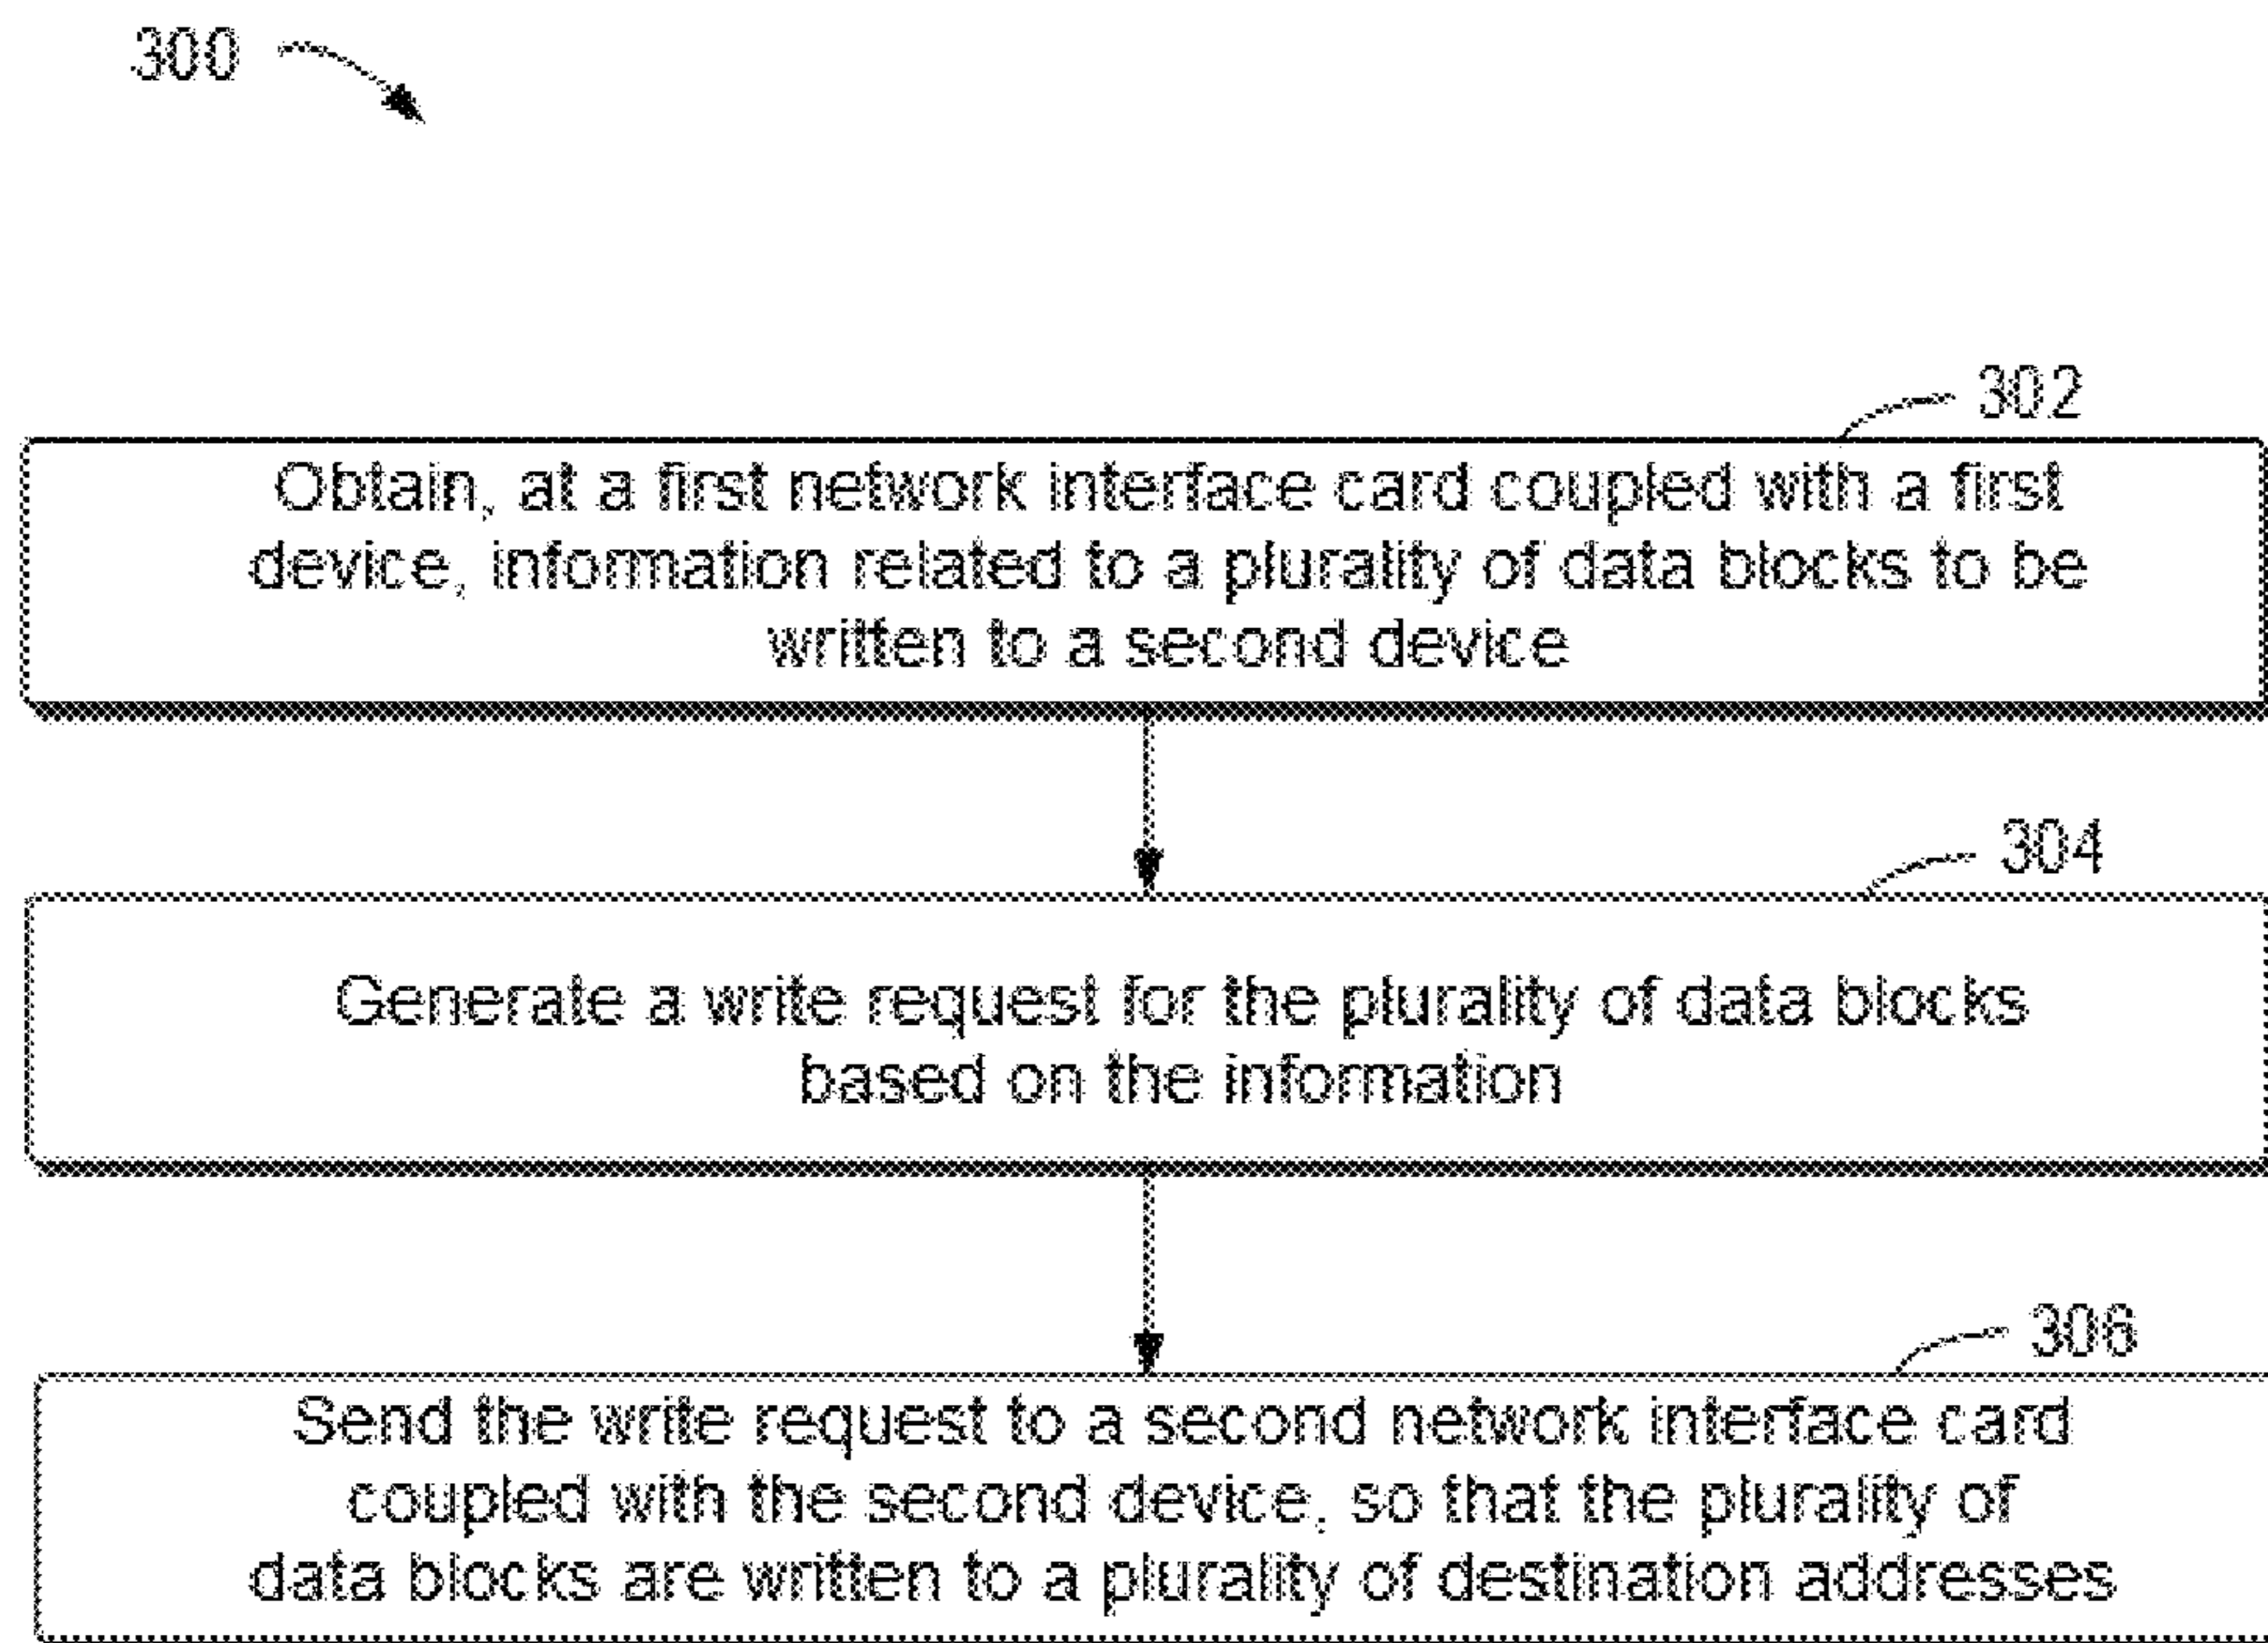 300
302
Obtain, at a first network interface card coupled with a first
device, information related to a plurality of data blocks to be
written to a second device
304
Generate a write request for the plurality of data blocks
based on the information
306
Send the write request to a second network interface card
coupled with the second device, so that the plurality of
data blocks are written to a plurality of destination addresses